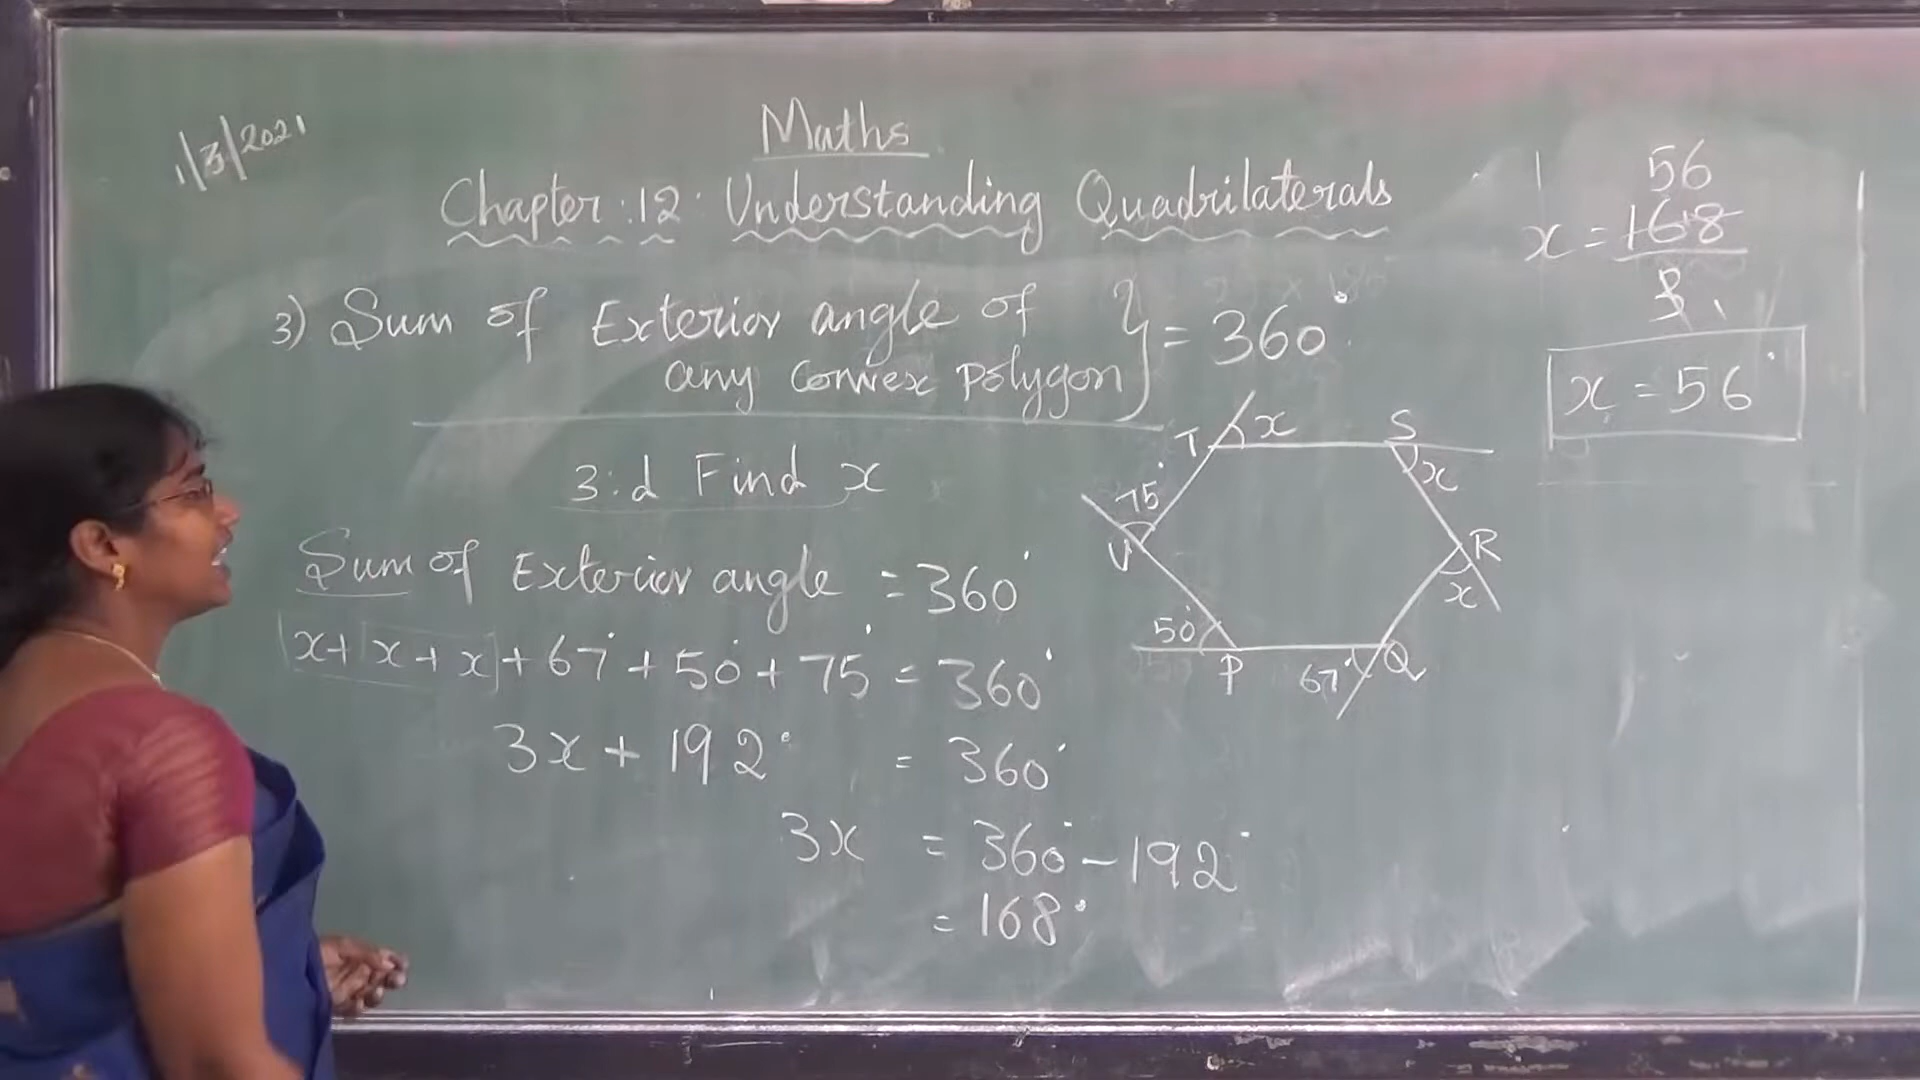 1/3/2021
Maths
Chapter:12: Understanding Quadrilaterals
3) Sum of Exterior angle of
any convex polygon } = 360°
3:d Find x
Sum of Exterior angle = 360°
x+x+x+67°+50°+75° = 360°
3x+192° = 360°
3x = 360°-192°
= 168°
T x S
x
75°
U R
x
50°
P 67° Q
56
x = 168
3
x = 56°